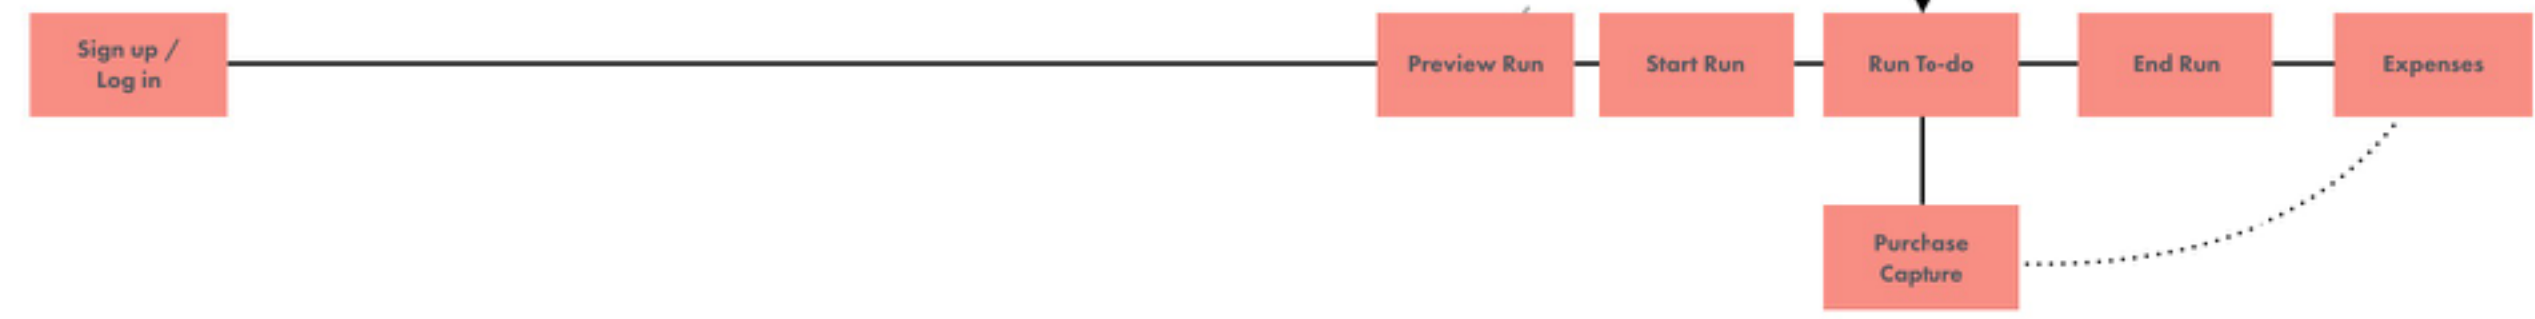 Sign up /
Log in
Preview Run
Start Run
Run To-do
End Run
Expenses
Purchase
Capture